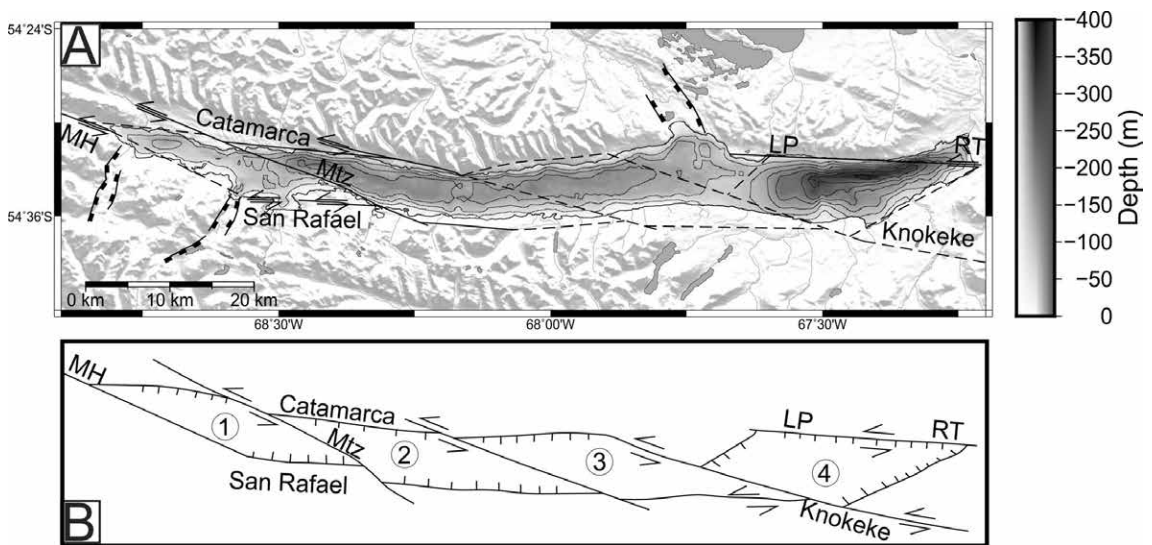 54°24'S
A
MH
Catamarca
Mtz
San Rafael
LP
RT
Knokeke
54°36'S
0 km 10 km 20 km
68°30'W 68°00'W 67°30'W
−400
−350
−300
−250
−200
−150
−100
−50
0
Depth (m)
B
MH
Catamarca
LP
RT
1
Mtz
2
3
4
San Rafael
Knokeke